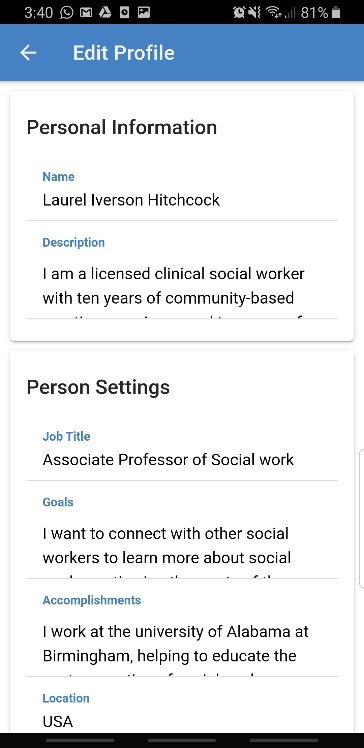 3:40
81%
Edit Profile
Personal Information
Name
Laurel Iverson Hitchcock
Description
I am a licensed clinical social worker
with ten years of community-based
Person Settings
Job Title
Associate Professor of Social work
Goals
I want to connect with other social
workers to learn more about social
Accomplishments
I work at the university of Alabama at
Birmingham, helping to educate the
Location
USA